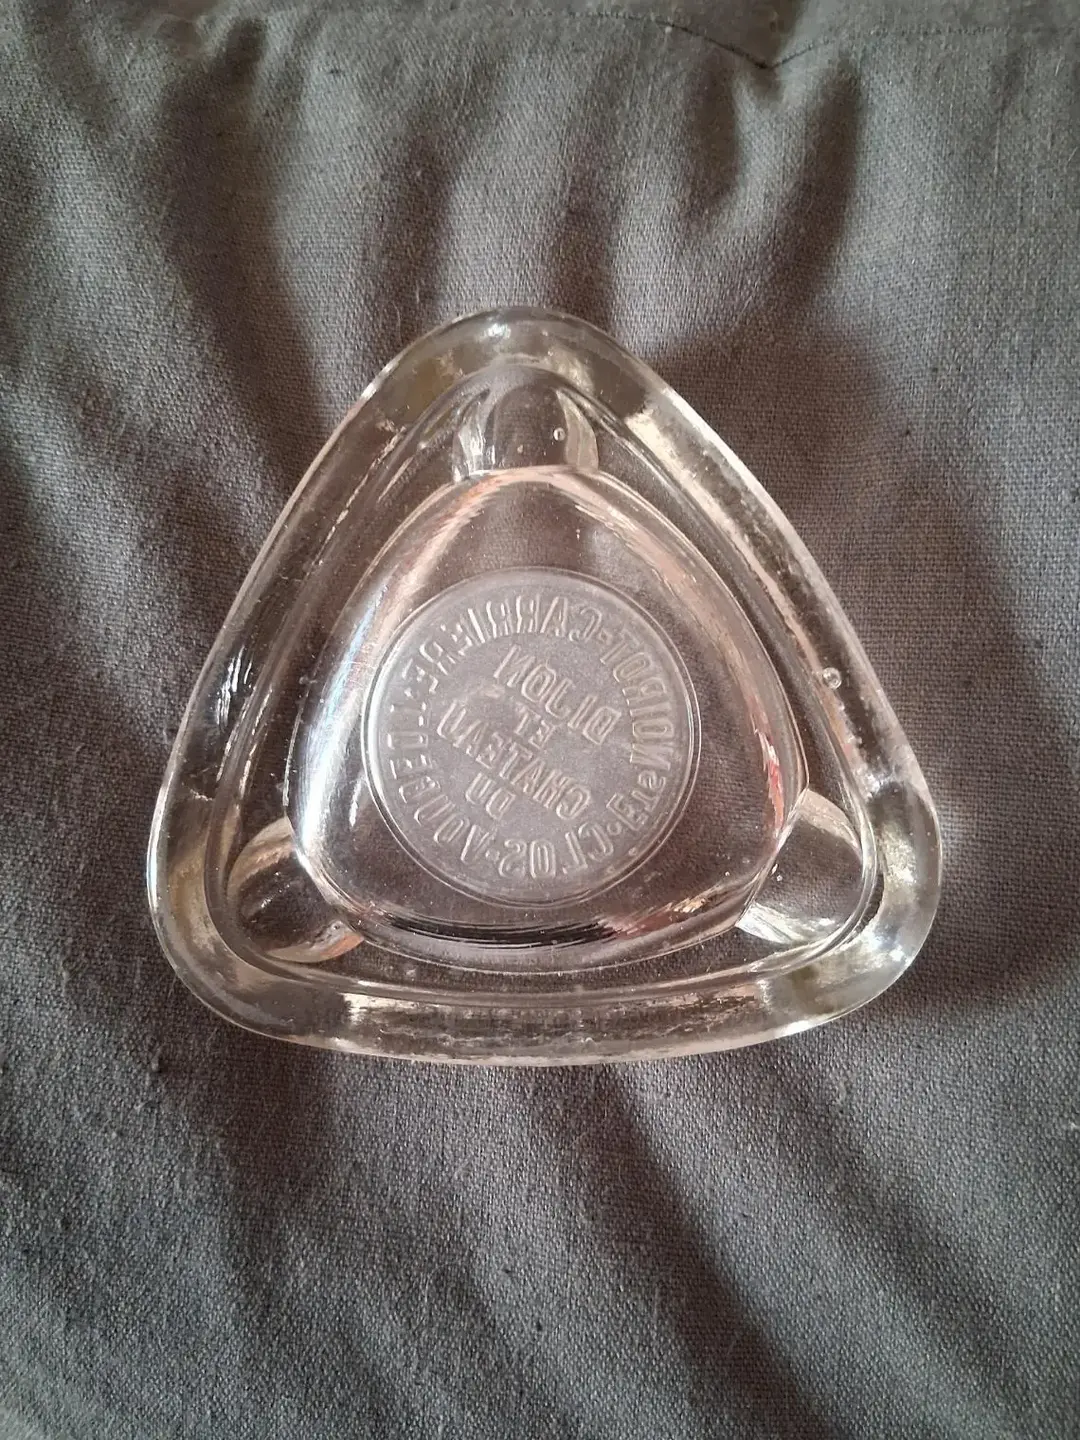 ETs NOIROT-CARRIERE
DIJON
ET
CHATEAU
DU
CLOS-VOUGEOT